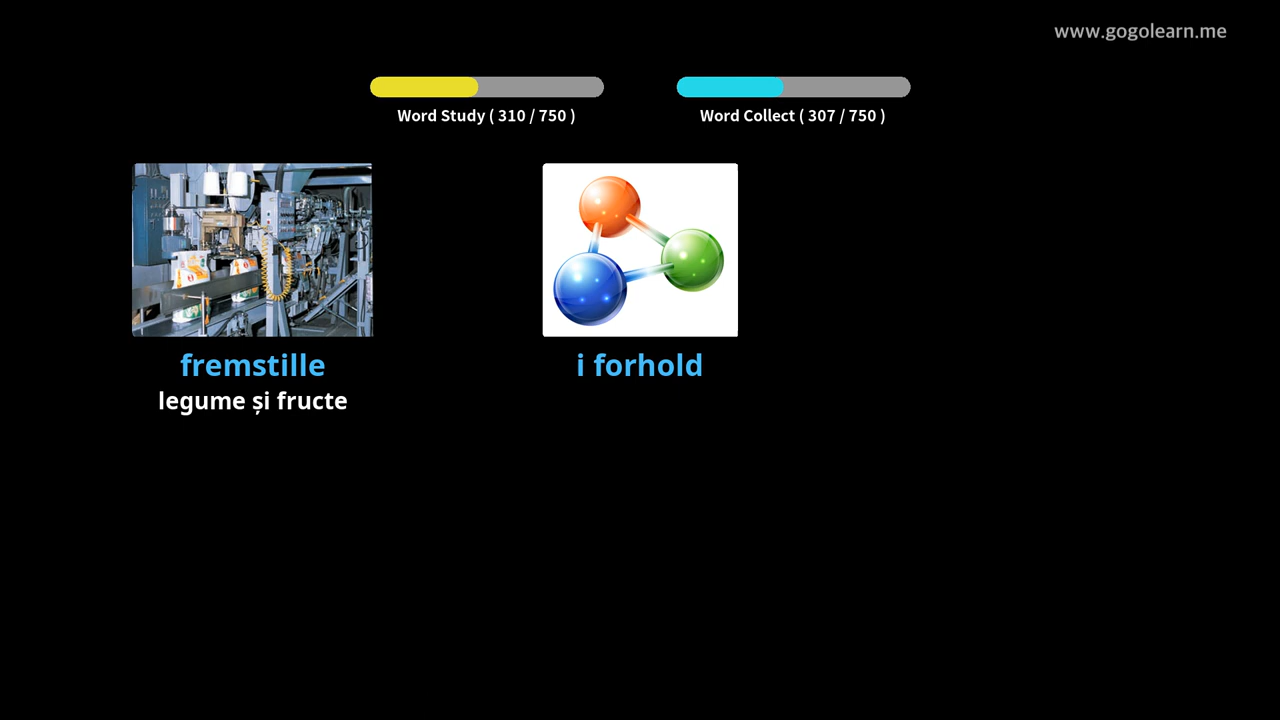 www.gogolearn.me
Word Study ( 310 / 750 )
Word Collect ( 307 / 750 )
fremstille
legume și fructe
i forhold